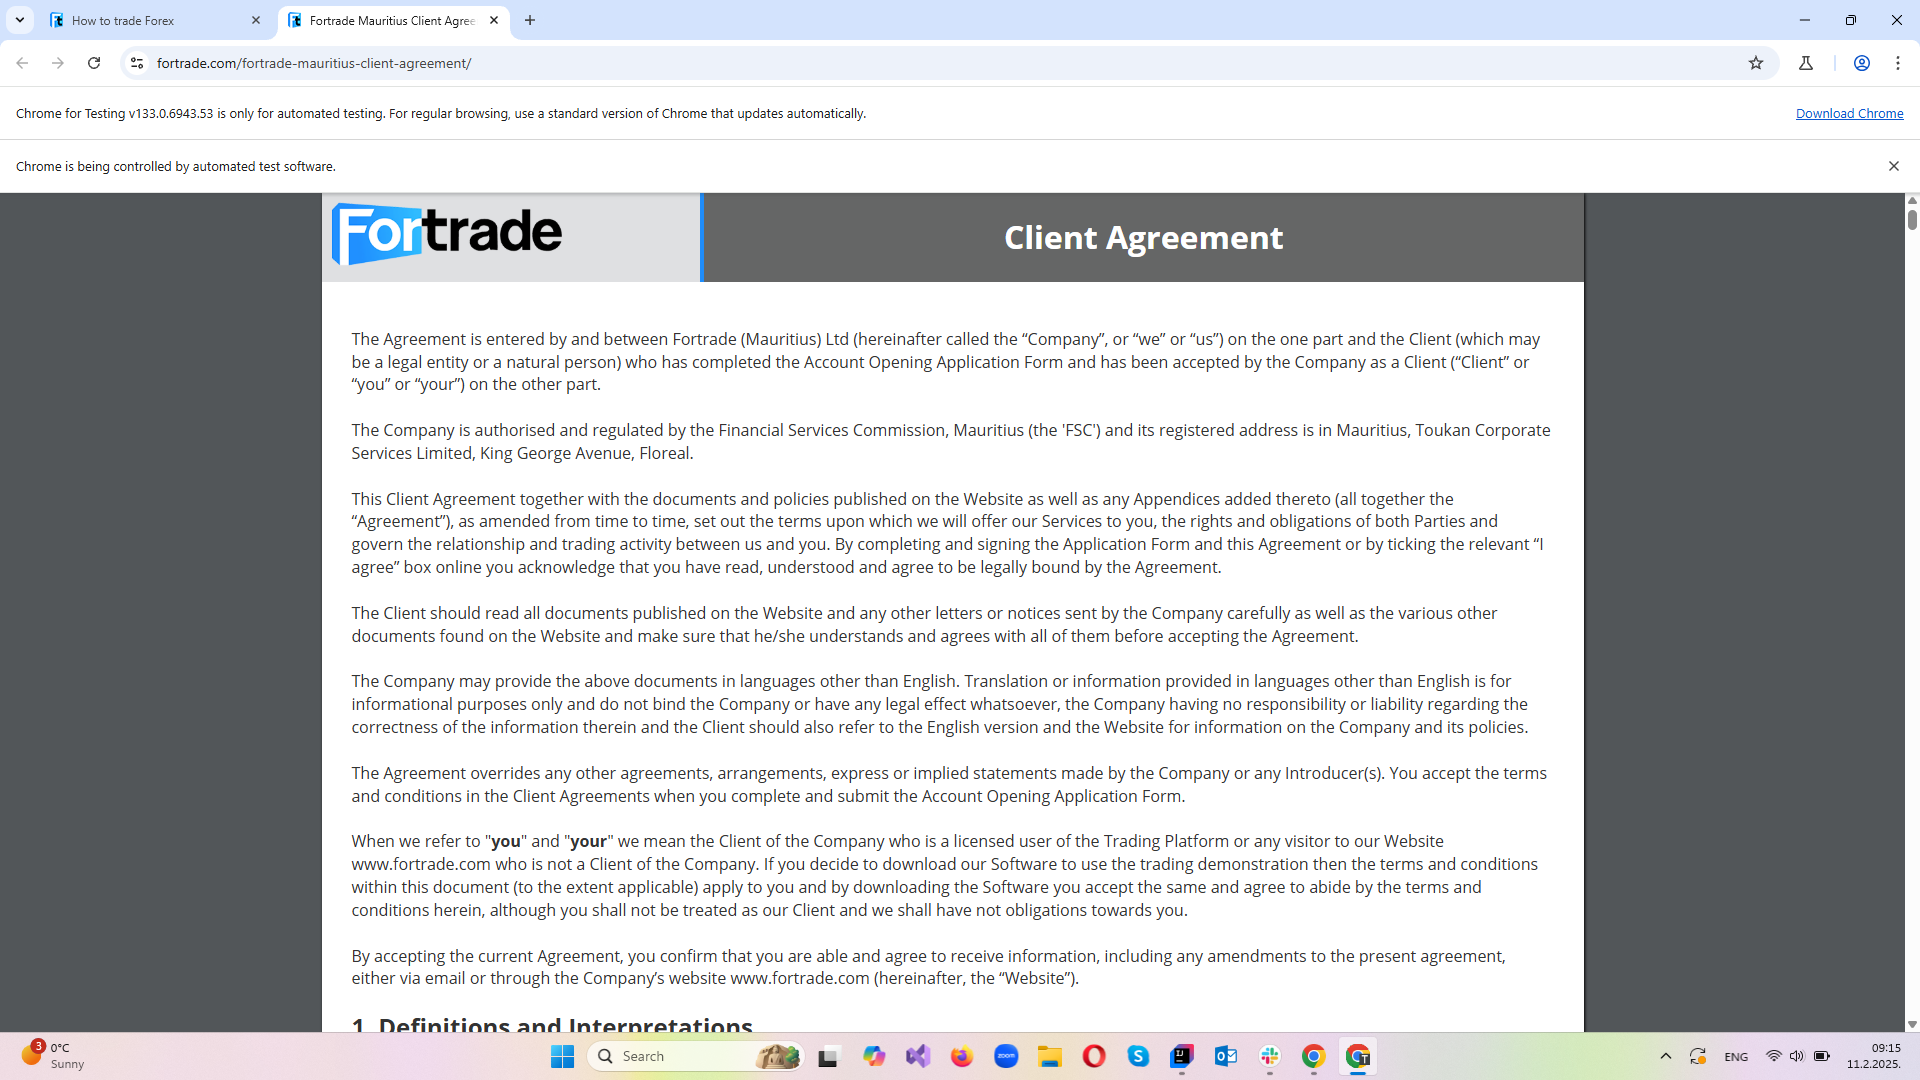 How to trade Forex
Fortrade Mauritius Client Agree
fortrade.com/fortrade-mauritius-client-agreement/
Chrome for Testing v133.0.6943.53 is only for automated testing. For regular browsing, use a standard version of Chrome that updates automatically.
Download Chrome
Chrome is being controlled by automated test software.
Fortrade
Client Agreement
The Agreement is entered by and between Fortrade (Mauritius) Ltd (hereinafter called the “Company”, or “we” or “us”) on the one part and the Client (which may
be a legal entity or a natural person) who has completed the Account Opening Application Form and has been accepted by the Company as a Client (“Client” or
“you” or “your”) on the other part.
The Company is authorised and regulated by the Financial Services Commission, Mauritius (the 'FSC') and its registered address is in Mauritius, Toukan Corporate
Services Limited, King George Avenue, Floreal.
This Client Agreement together with the documents and policies published on the Website as well as any Appendices added thereto (all together the
“Agreement”), as amended from time to time, set out the terms upon which we will offer our Services to you, the rights and obligations of both Parties and
govern the relationship and trading activity between us and you. By completing and signing the Application Form and this Agreement or by ticking the relevant “I
agree” box online you acknowledge that you have read, understood and agree to be legally bound by the Agreement.
The Client should read all documents published on the Website and any other letters or notices sent by the Company carefully as well as the various other
documents found on the Website and make sure that he/she understands and agrees with all of them before accepting the Agreement.
The Company may provide the above documents in languages other than English. Translation or information provided in languages other than English is for
informational purposes only and do not bind the Company or have any legal effect whatsoever, the Company having no responsibility or liability regarding the
correctness of the information therein and the Client should also refer to the English version and the Website for information on the Company and its policies.
The Agreement overrides any other agreements, arrangements, express or implied statements made by the Company or any Introducer(s). You accept the terms
and conditions in the Client Agreements when you complete and submit the Account Opening Application Form.
When we refer to "you" and "your" we mean the Client of the Company who is a licensed user of the Trading Platform or any visitor to our Website
www.fortrade.com who is not a Client of the Company. If you decide to download our Software to use the trading demonstration then the terms and conditions
within this document (to the extent applicable) apply to you and by downloading the Software you accept the same and agree to abide by the terms and
conditions herein, although you shall not be treated as our Client and we shall have not obligations towards you.
By accepting the current Agreement, you confirm that you are able and agree to receive information, including any amendments to the present agreement,
either via email or through the Company’s website www.fortrade.com (hereinafter, the “Website”).
1. Definitions and Interpretations
3
0°C
Sunny
Search
zoom
ENG
09:15
11.2.2025.